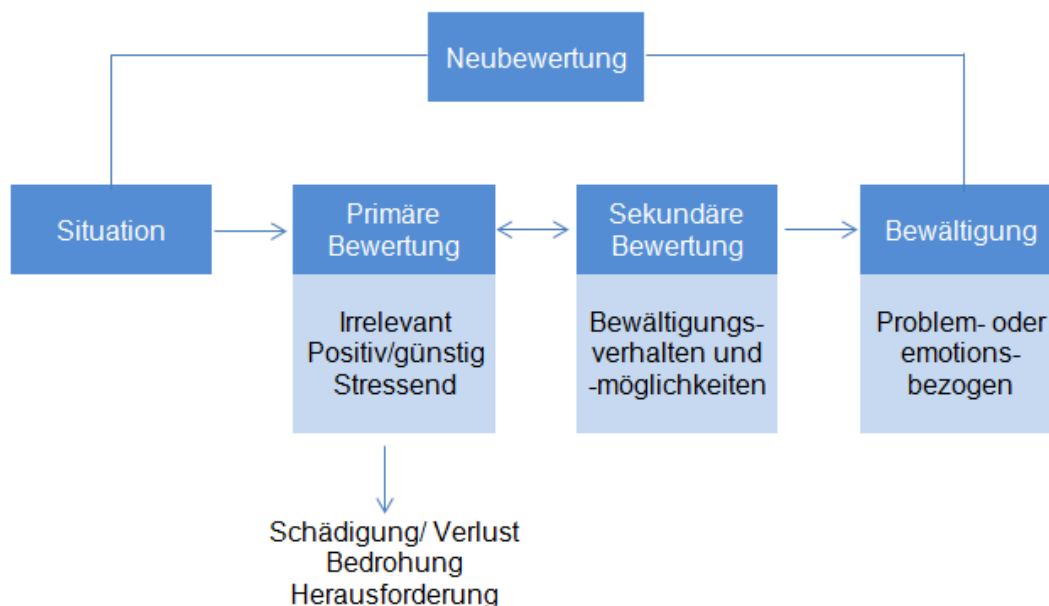 Neubewertung
Situation
Primäre
Bewertung
Sekundäre
Bewertung
Bewältigung
Irrelevant
Positiv/günstig
Stressend
Bewältigungs-
verhalten und
-möglichkeiten
Problem- oder
emotions-
bezogen
Schädigung/ Verlust
Bedrohung
Herausforderung